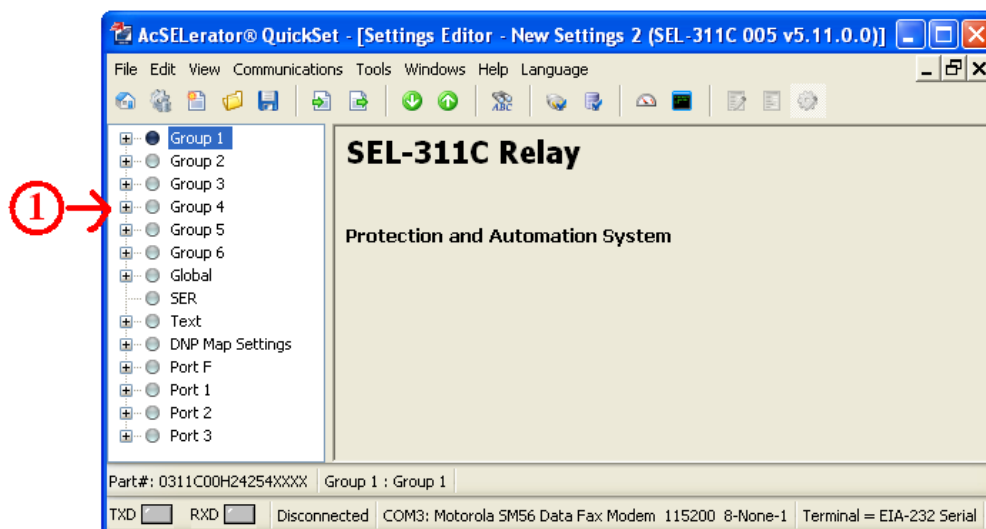 AcSELerator® QuickSet - [Settings Editor - New Settings 2 (SEL-311C 005 v5.11.0.0)]
File Edit View Communications Tools Windows Help Language
Group 1
Group 2
Group 3
Group 4
Group 5
Group 6
Global
SER
Text
DNP Map Settings
Port F
Port 1
Port 2
Port 3
1
SEL-311C Relay
Protection and Automation System
Part#: 0311C00H24254XXXX Group 1 : Group 1
TXD RXD Disconnected COM3: Motorola SM56 Data Fax Modem 115200 8-None-1 Terminal = EIA-232 Serial